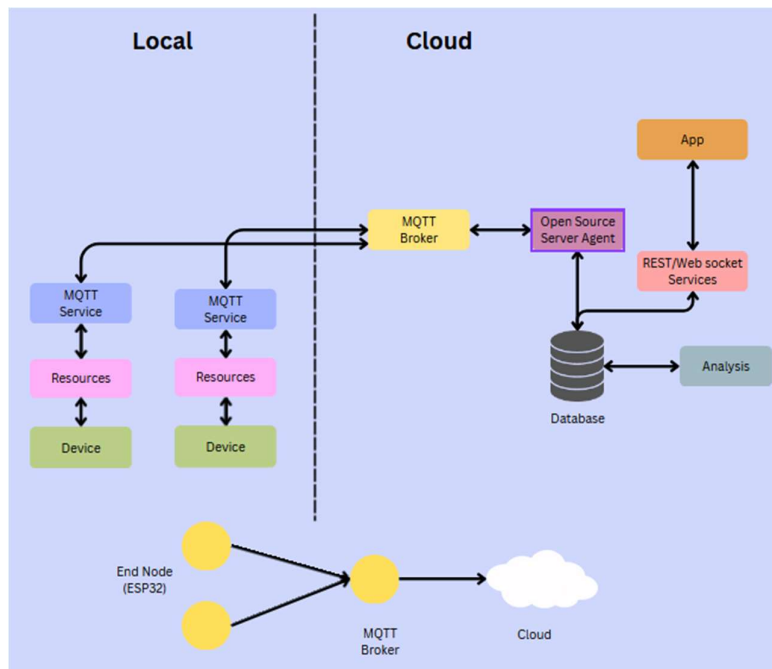 Local
Cloud
App
MQTT
Broker
Open Source
Server Agent
REST/Web socket
Services
MQTT
Service
MQTT
Service
Resources
Resources
Analysis
Database
Device
Device
End Node
(ESP32)
MQTT
Broker
Cloud